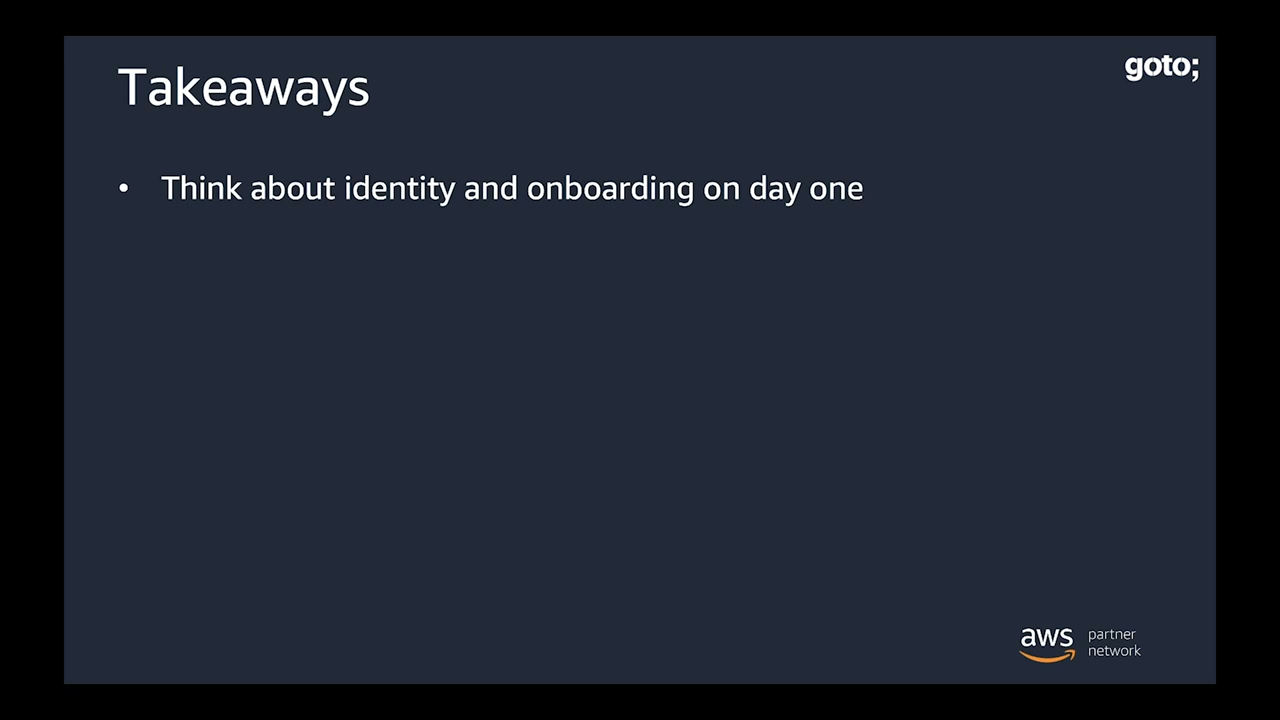 goto;
Takeaways
• Think about identity and onboarding on day one
aws partner
network